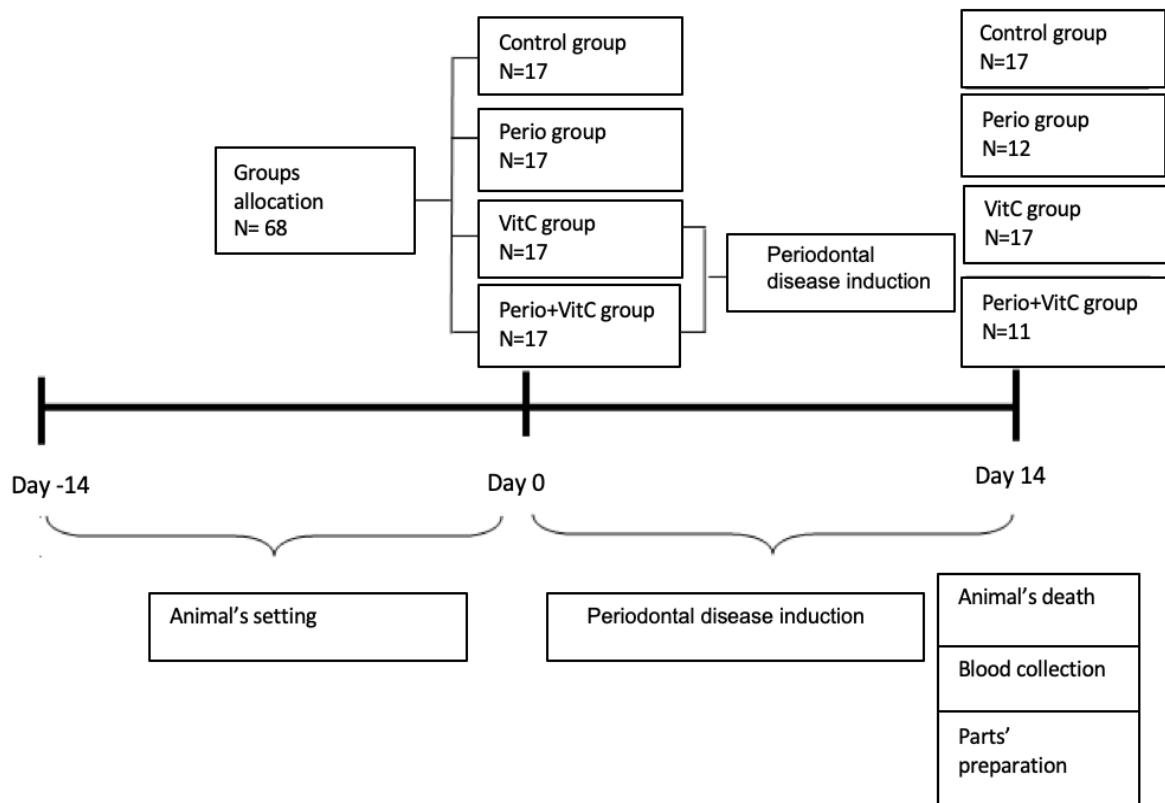 Groups
allocation
N= 68
Control group
N=17
Perio group
N=17
VitC group
N=17
Perio+VitC group
N=17
Periodontal
disease induction
Control group
N=17
Perio group
N=12
VitC group
N=17
Perio+VitC group
N=11
Day -14
Day 0
Day 14
Animal’s setting
Periodontal disease induction
Animal’s death
Blood collection
Parts’
preparation